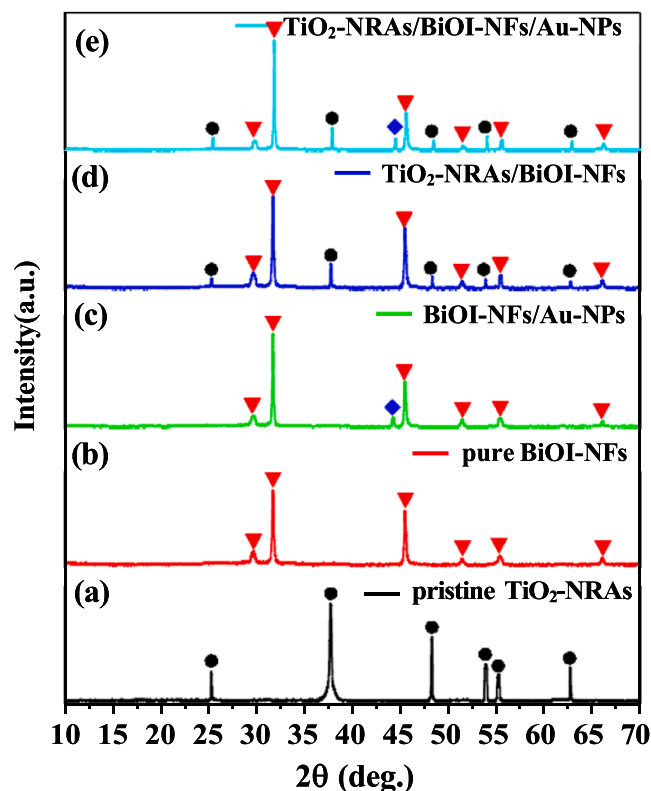 (e) TiO₂-NRAs/BiOI-NFs/Au-NPs
(d) TiO₂-NRAs/BiOI-NFs
(c) BiOI-NFs/Au-NPs
(b) pure BiOI-NFs
(a) pristine TiO₂-NRAs
Intensity(a.u.)
10 15 20 25 30 35 40 45 50 55 60 65 70
2θ (deg.)